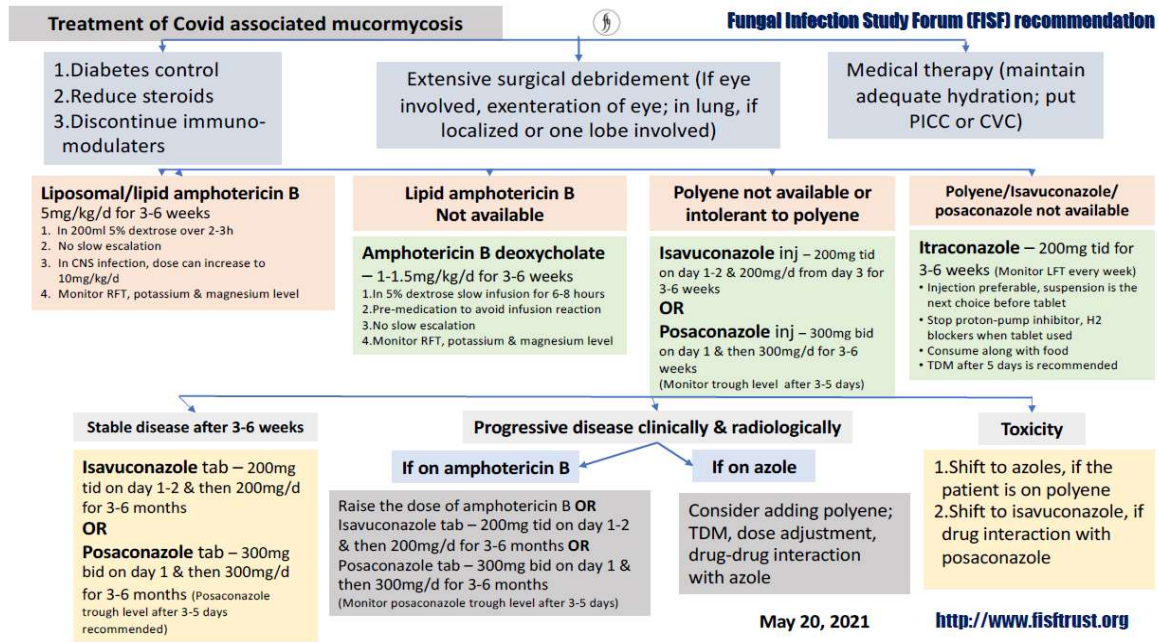 Treatment of Covid associated mucormycosis
Fungal Infection Study Forum (FISF) recommendation
1.Diabetes control
2.Reduce steroids
3.Discontinue immuno-
modulaters
Extensive surgical debridement (If eye
involved, exenteration of eye; in lung, if
localized or one lobe involved)
Medical therapy (maintain
adequate hydration; put
PICC or CVC)
Liposomal/lipid amphotericin B
5mg/kg/d for 3-6 weeks
1. In 200ml 5% dextrose over 2-3h
2. No slow escalation
3. In CNS infection, dose can increase to
10mg/kg/d
4. Monitor RFT, potassium & magnesium level
Lipid amphotericin B
Not available
Amphotericin B deoxycholate
– 1-1.5mg/kg/d for 3-6 weeks
1.In 5% dextrose slow infusion for 6-8 hours
2.Pre-medication to avoid infusion reaction
3.No slow escalation
4.Monitor RFT, potassium & magnesium level
Polyene not available or
intolerant to polyene
Isavuconazole inj – 200mg tid
on day 1-2 & 200mg/d from day 3 for
3-6 weeks
OR
Posaconazole inj – 300mg bid
on day 1 & then 300mg/d for 3-6
weeks
(Monitor trough level after 3-5 days)
Polyene/Isavuconazole/
posaconazole not available
Itraconazole – 200mg tid for
3-6 weeks (Monitor LFT every week)
• Injection preferable, suspension is the
next choice before tablet
• Stop proton-pump inhibitor, H2
blockers when tablet used
• Consume along with food
• TDM after 5 days is recommended
Stable disease after 3-6 weeks
Isavuconazole tab – 200mg
tid on day 1-2 & then 200mg/d
for 3-6 months
OR
Posaconazole tab – 300mg
bid on day 1 & then 300mg/d
for 3-6 months (Posaconazole
trough level after 3-5 days
recommended)
Progressive disease clinically & radiologically
If on amphotericin B
Raise the dose of amphotericin B OR
Isavuconazole tab – 200mg tid on day 1-2
& then 200mg/d for 3-6 months OR
Posaconazole tab – 300mg bid on day 1 &
then 300mg/d for 3-6 months
(Monitor posaconazole trough level after 3-5 days)
If on azole
Consider adding polyene;
TDM, dose adjustment,
drug-drug interaction
with azole
Toxicity
1.Shift to azoles, if the
patient is on polyene
2.Shift to isavuconazole, if
drug interaction with
posaconazole
May 20, 2021
http://www.fisftrust.org